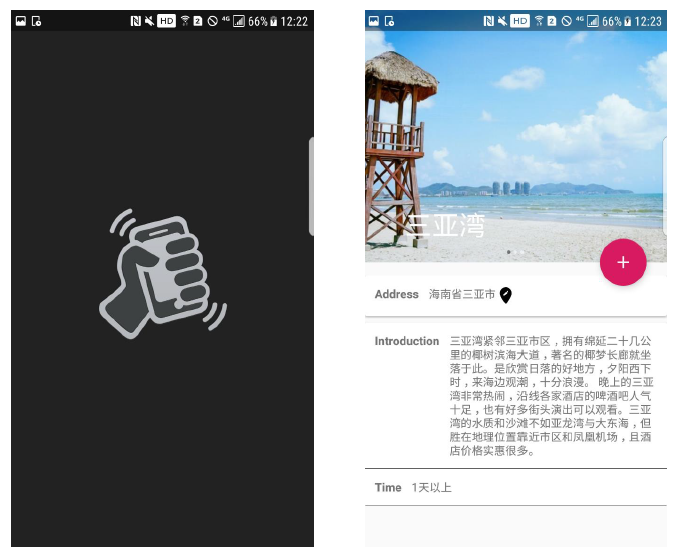 HD 2 4G 66% 12:22
HD 2 4G 66% 12:23
三亚湾
+
Address 海南省三亚市
Introduction 三亚湾紧邻三亚市区，拥有绵延二十几公
里的椰树滨海大道，著名的椰梦长廊就坐
落于此。是欣赏日落的好地方，夕阳西下
时，来海边观潮，十分浪漫。 晚上的三亚
湾非常热闹，沿线各家酒店的啤酒吧人气
十足，也有好多街头演出可以观看。三亚
湾的水质和沙滩不如亚龙湾与大东海，但
胜在地理位置靠近市区和凤凰机场，且酒
店价格实惠很多。
Time 1天以上